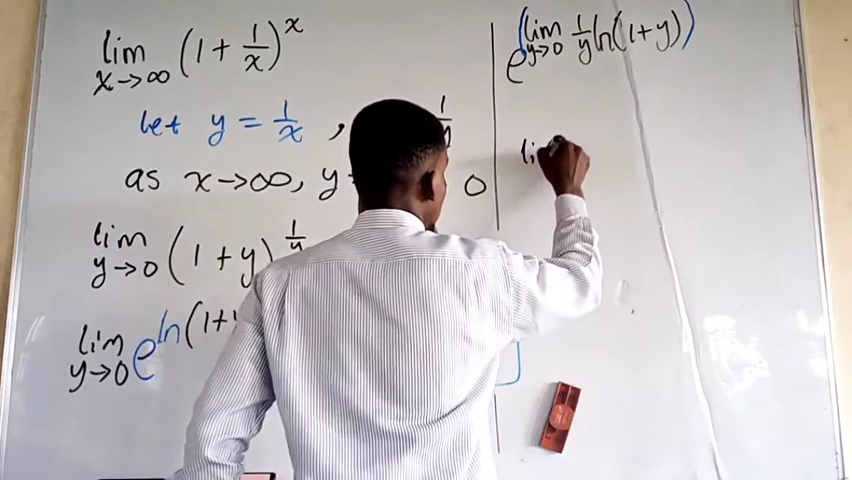 lim x→∞ (1 + 1/x)^x
let y = 1/x ,
as x→∞, y 0
lim y→0 (1 + y)^(1/y)
lim y→0 e^ln(1+
e^(lim y→0 1/y ln(1+y))
li